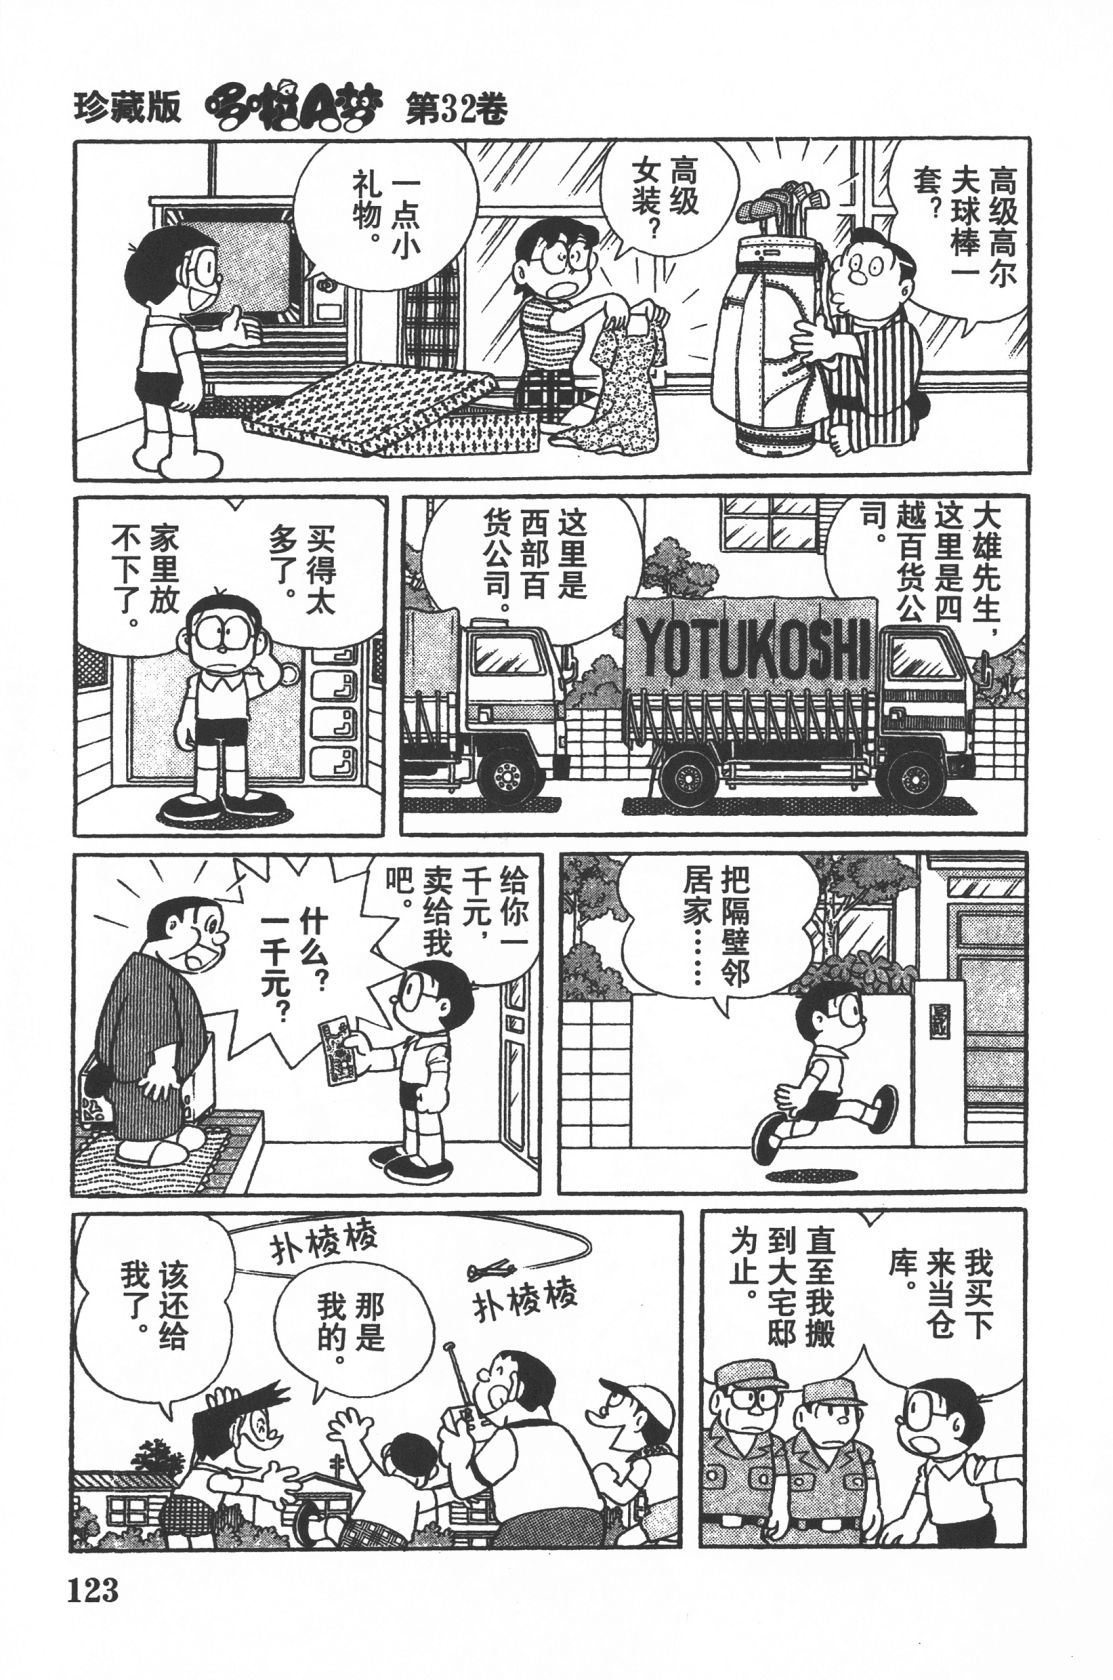 珍藏版 哆啦A梦 第32卷
高级高尔
夫球棒一
套？
高级
女装？
一点小
礼物。
大雄先生，
这里是四
越百货公
司。
这里是
西部百
货公司。
YOTUKOSHI
买得太
多了。
家里放
不下了。
把隔壁邻
居家……
给你一
千元，
卖给我
吧。
什么？
一千元？
我买下
来当仓
库。
直至我搬
到大宅邸
为止。
扑棱棱
扑棱棱
那是
我的。
该还给
我了。
123